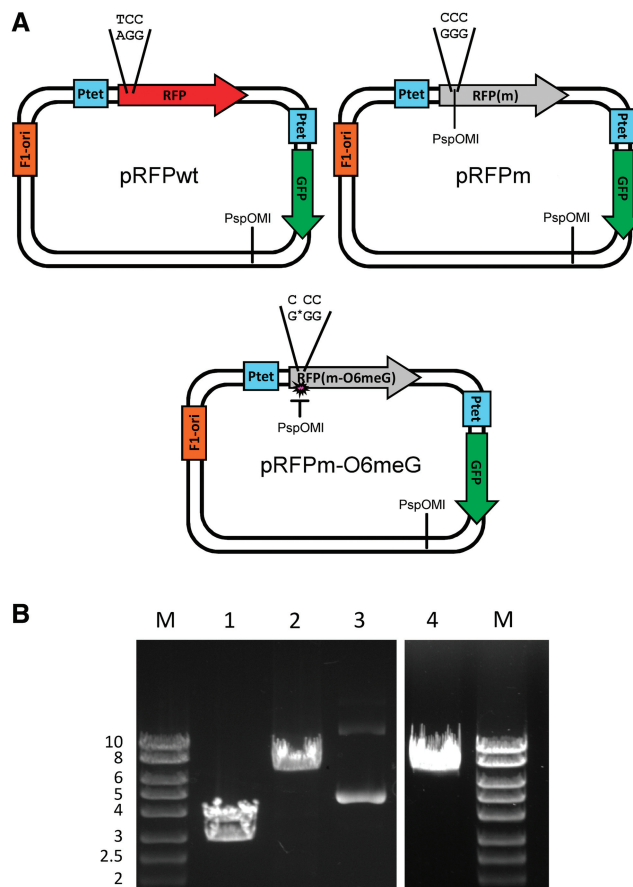 A
TCC
AGG
Ptet
RFP
F1-ori
Ptet
GFP
pRFPwt
PspOMI
CCC
GGG
Ptet
RFP(m)
PspOMI
F1-ori
Ptet
GFP
pRFPm
PspOMI
C CC
G*GG
Ptet
RFP(m-O6meG)
PspOMI
F1-ori
Ptet
GFP
pRFPm-O6meG
PspOMI
B
M 1 2 3 4 M
10
8
6
5
4
3
2.5
2